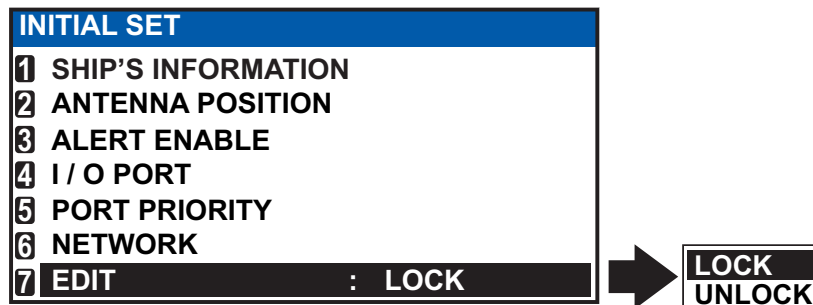 INITIAL SET
1 SHIP'S INFORMATION
2 ANTENNA POSITION
3 ALERT ENABLE
4 I / O PORT
5 PORT PRIORITY
6 NETWORK
7 EDIT : LOCK
LOCK
UNLOCK